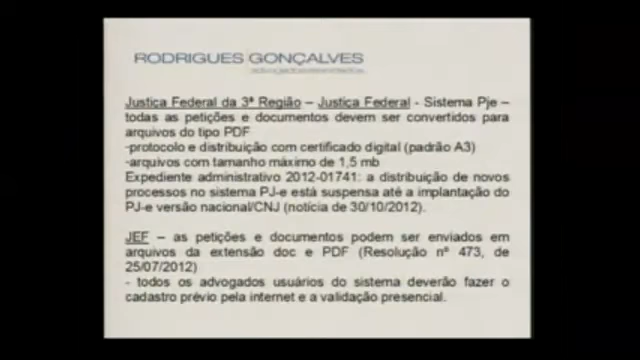 RODRIGUES GONÇALVES
advogados associados
Justiça Federal da 3ª Região – Justiça Federal - Sistema Pje –
todas as petições e documentos devem ser convertidos para
arquivos do tipo PDF
-protocolo e distribuição com certificado digital (padrão A3)
-arquivos com tamanho máximo de 1,5 mb
Expediente administrativo 2012-01741: a distribuição de novos
processos no sistema PJ-e está suspensa até a implantação do
PJ-e versão nacional/CNJ (notícia de 30/10/2012).
JEF – as petições e documentos podem ser enviados em
arquivos da extensão doc e PDF (Resolução nº 473, de
25/07/2012)
- todos os advogados usuários do sistema deverão fazer o
cadastro prévio pela internet e a validação presencial.